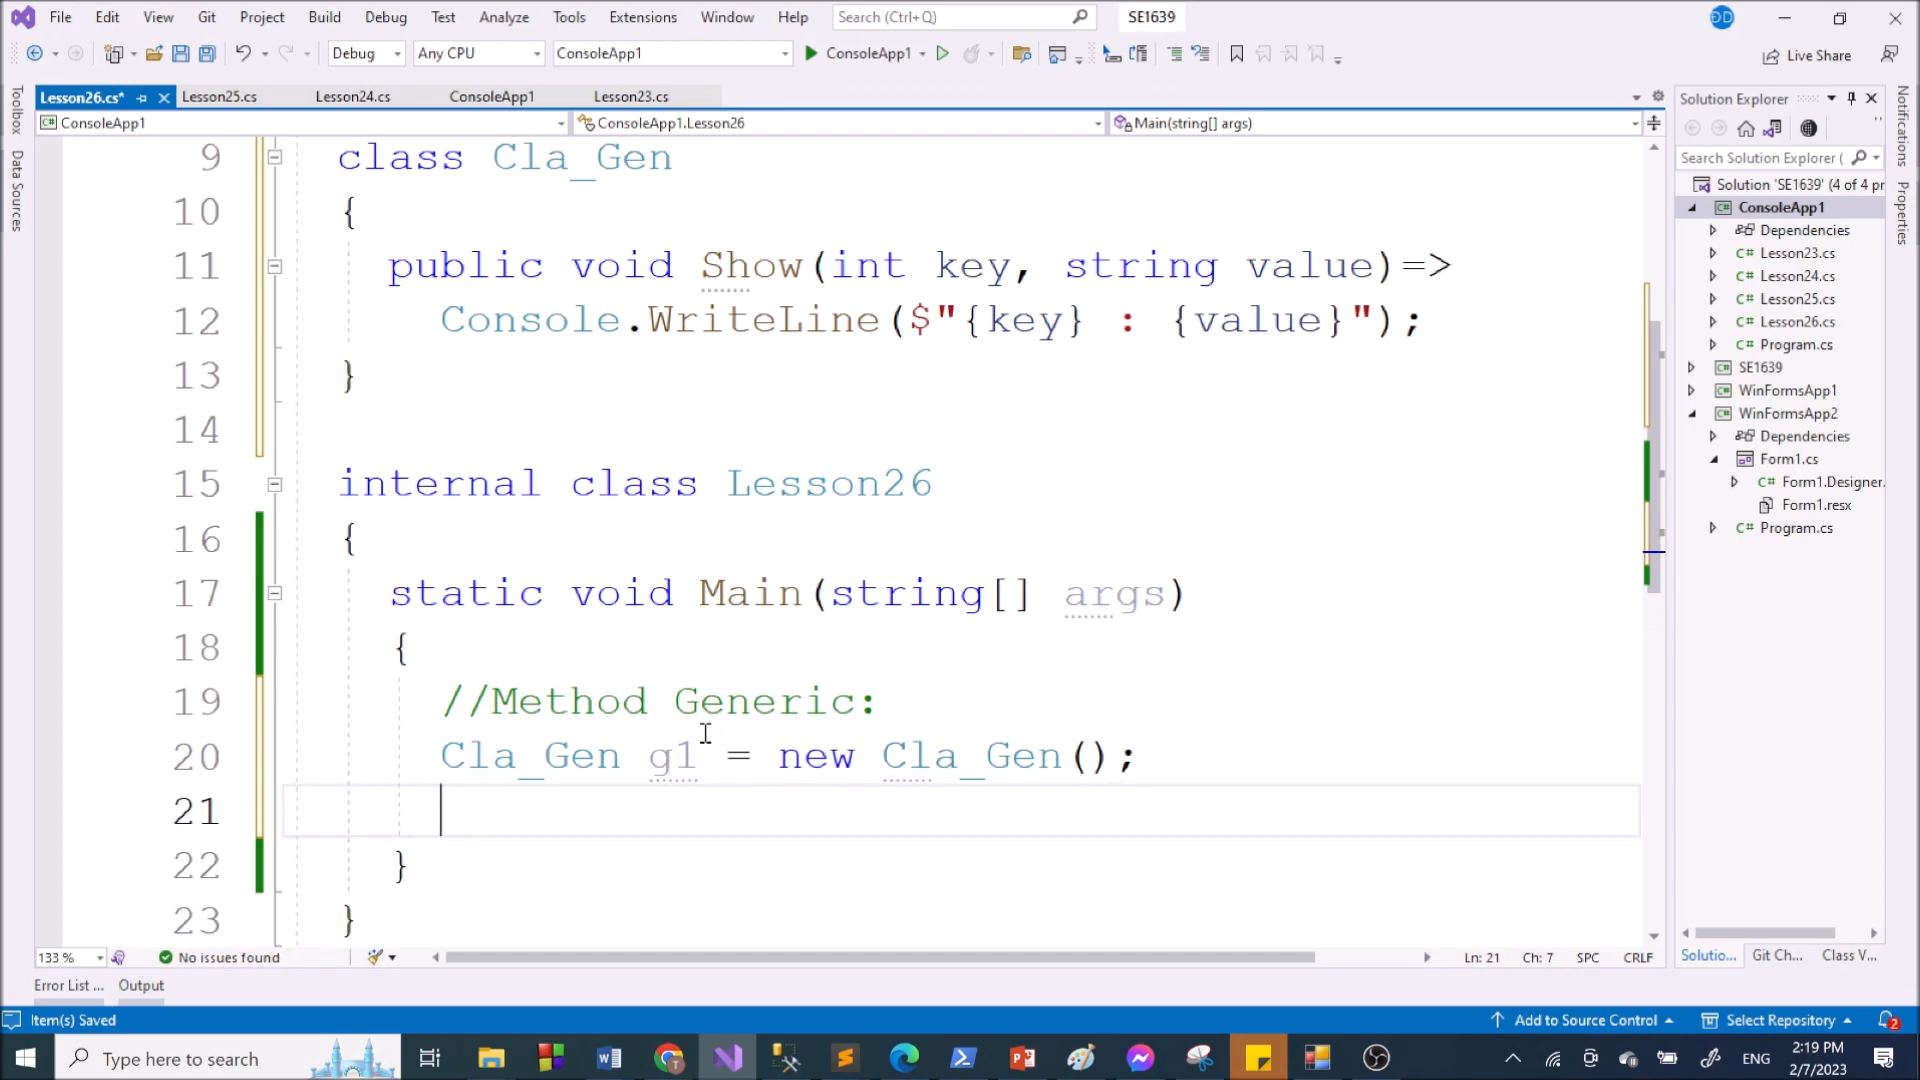 File Edit View Git Project Build Debug Test Analyze Tools Extensions Window Help Search (Ctrl+Q) SE1639 ĐD
Debug Any CPU ConsoleApp1 ConsoleApp1 Live Share
Lesson26.cs* Lesson25.cs Lesson24.cs ConsoleApp1 Lesson23.cs
ConsoleApp1 ConsoleApp1.Lesson26 Main(string[] args)
Toolbox
Data Sources
9 class Cla_Gen
10 {
11 public void Show(int key, string value)=>
12 Console.WriteLine($"{key} : {value}");
13 }
14
15 internal class Lesson26
16 {
17 static void Main(string[] args)
18 {
19 //Method Generic:
20 Cla_Gen g1 = new Cla_Gen();
21
22 }
23 }
133 % No issues found Ln: 21 Ch: 7 SPC CRLF
Solution Explorer
Search Solution Explorer (
Solution 'SE1639' (4 of 4 pr
ConsoleApp1
Dependencies
C# Lesson23.cs
C# Lesson24.cs
C# Lesson25.cs
C# Lesson26.cs
C# Program.cs
SE1639
WinFormsApp1
WinFormsApp2
Dependencies
Form1.cs
C# Form1.Designer.
Form1.resx
C# Program.cs
Solutio... Git Ch... Class V...
Notifications
Properties
Error List ... Output
Item(s) Saved Add to Source Control Select Repository 2
Type here to search ENG 2:19 PM
2/7/2023